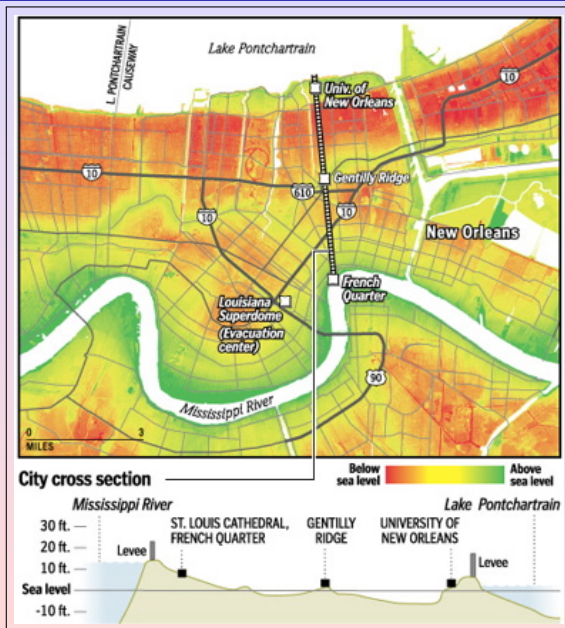 Lake Pontchartrain
L. PONTCHARTRAIN
CAUSEWAY
10
Univ. of
New Orleans
10
610
Gentilly Ridge
10
10
New Orleans
French
Quarter
Louisiana
Superdome
(Evacuation
center)
90
Mississippi River
0 3
MILES
City cross section
Below
sea level
Above
sea level
Mississippi River
Lake Pontchartrain
30 ft.
20 ft.
10 ft.
Sea level
-10 ft.
Levee
ST. LOUIS CATHEDRAL,
FRENCH QUARTER
GENTILLY
RIDGE
UNIVERSITY OF
NEW ORLEANS
Levee